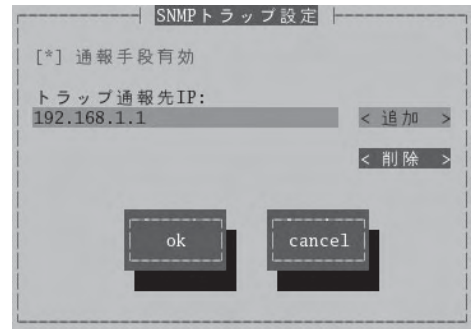 SNMPトラップ設定
[*] 通報手段有効
トラップ通報先IP:
192.168.1.1 < 追加 >
< 削除 >
ok cancel